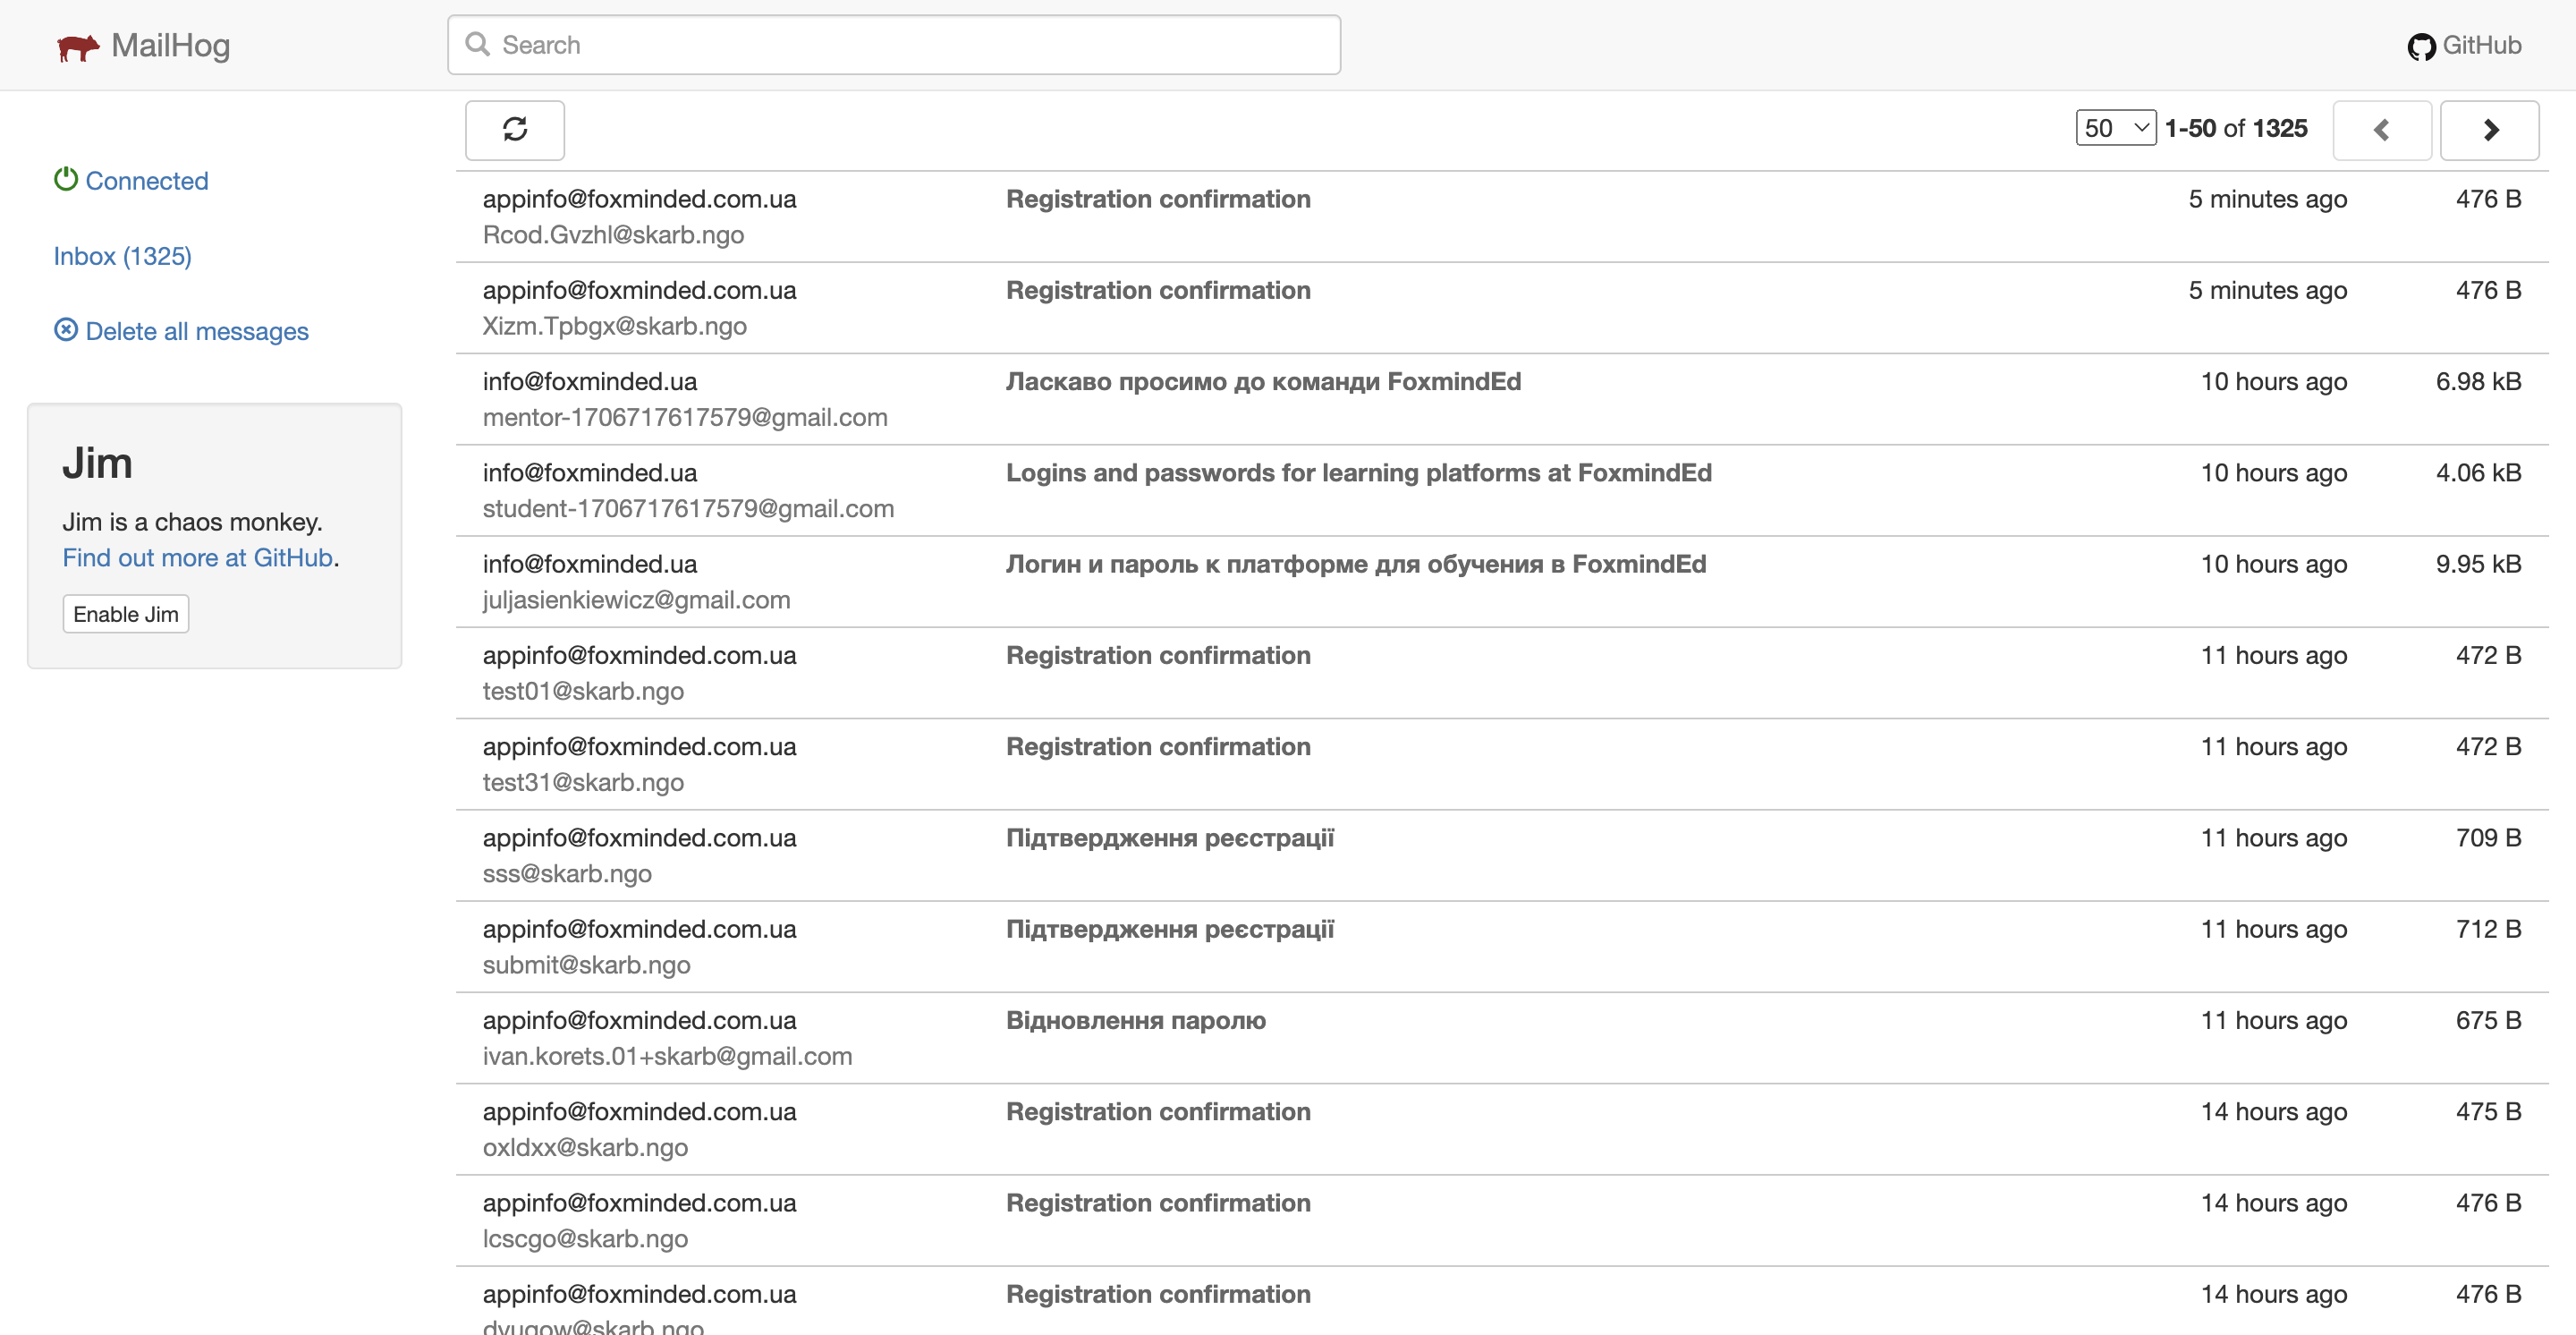 MailHog
Search
GitHub
Connected
Inbox (1325)
Delete all messages
Jim
Jim is a chaos monkey.
Find out more at GitHub.
Enable Jim
50 1-50 of 1325
appinfo@foxminded.com.ua Registration confirmation 5 minutes ago 476 B
Rcod.Gvzhl@skarb.ngo
appinfo@foxminded.com.ua Registration confirmation 5 minutes ago 476 B
Xizm.Tpbgx@skarb.ngo
info@foxminded.ua Ласкаво просимо до команди FoxmindEd 10 hours ago 6.98 kB
mentor-1706717617579@gmail.com
info@foxminded.ua Logins and passwords for learning platforms at FoxmindEd 10 hours ago 4.06 kB
student-1706717617579@gmail.com
info@foxminded.ua Логин и пароль к платформе для обучения в FoxmindEd 10 hours ago 9.95 kB
juljasienkiewicz@gmail.com
appinfo@foxminded.com.ua Registration confirmation 11 hours ago 472 B
test01@skarb.ngo
appinfo@foxminded.com.ua Registration confirmation 11 hours ago 472 B
test31@skarb.ngo
appinfo@foxminded.com.ua Підтвердження реєстрації 11 hours ago 709 B
sss@skarb.ngo
appinfo@foxminded.com.ua Підтвердження реєстрації 11 hours ago 712 B
submit@skarb.ngo
appinfo@foxminded.com.ua Відновлення паролю 11 hours ago 675 B
ivan.korets.01+skarb@gmail.com
appinfo@foxminded.com.ua Registration confirmation 14 hours ago 475 B
oxldxx@skarb.ngo
appinfo@foxminded.com.ua Registration confirmation 14 hours ago 476 B
lcscgo@skarb.ngo
appinfo@foxminded.com.ua Registration confirmation 14 hours ago 476 B